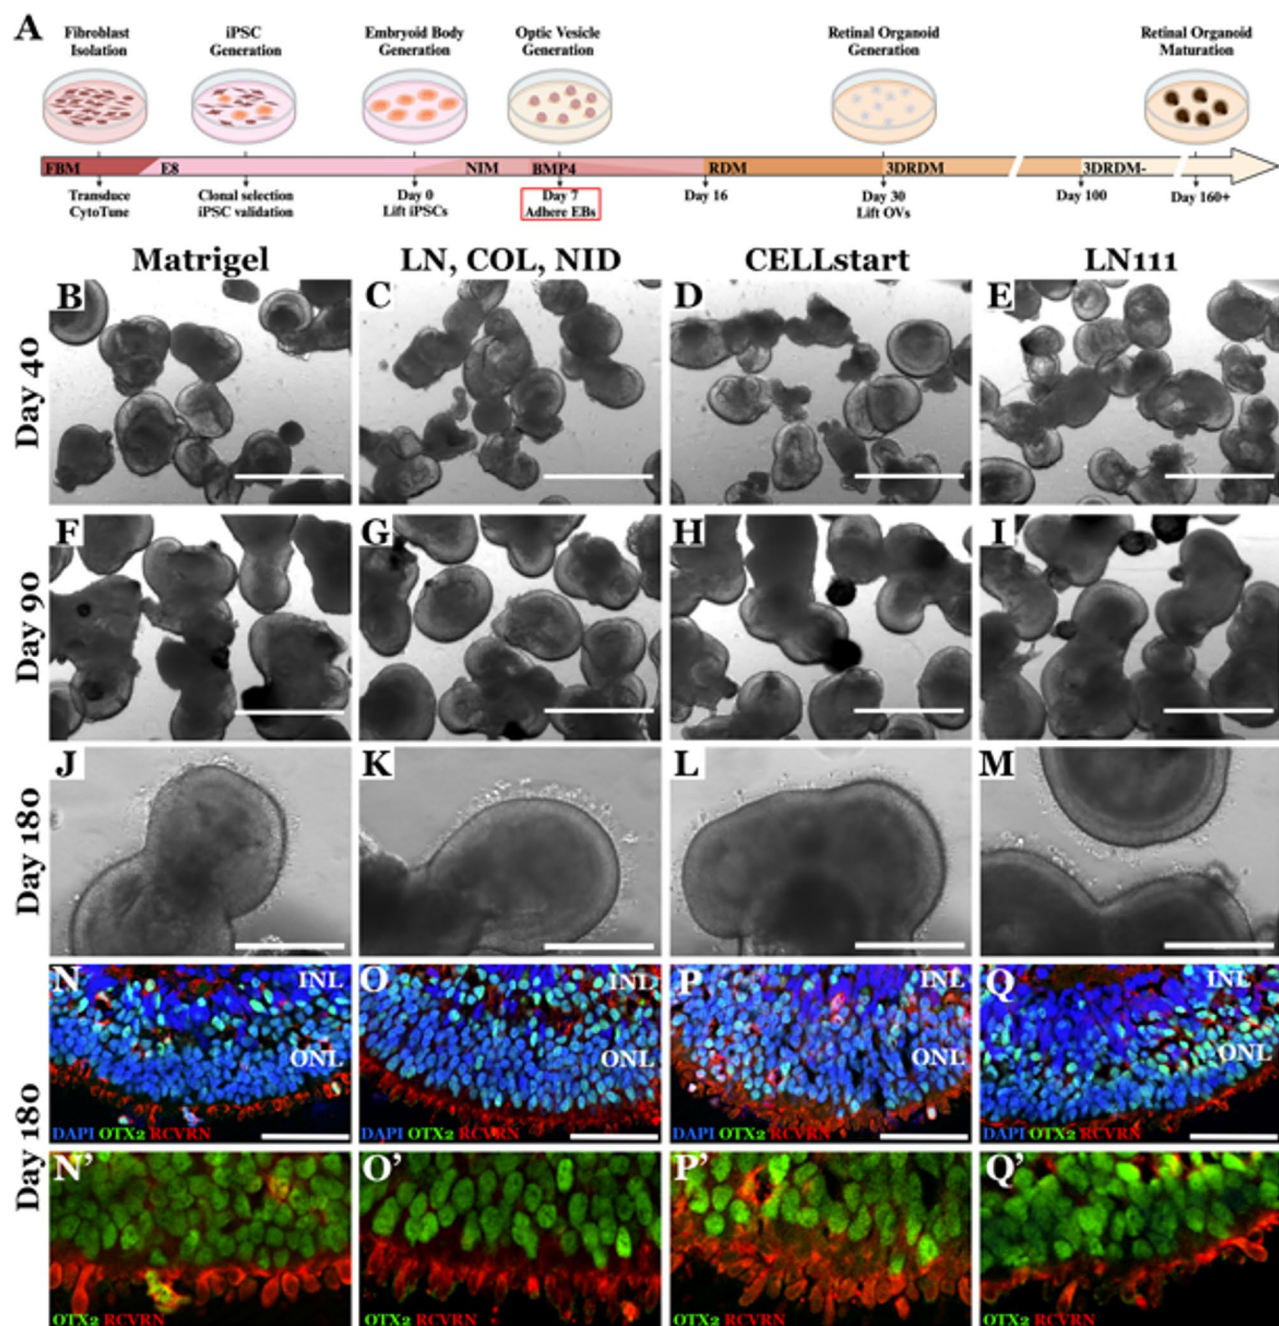 A
Fibroblast
Isolation
iPSC
Generation
Embryoid Body
Generation
Optic Vesicle
Generation
Retinal Organoid
Generation
Retinal Organoid
Maturation
FBM
E8
NIM
BMP4
RDM
3DRDM
3DRDM-
Transduce
CytoTune
Clonal selection
iPSC validation
Day 0
Lift iPSCs
Day 7
Adhere EBs
Day 16
Day 30
Lift OVs
Day 100
Day 160+
Matrigel
LN, COL, NID
CELLstart
LN111
Day 40
B
C
D
E
Day 90
F
G
H
I
Day 180
J
K
L
M
Day 180
N
INL
ONL
DAPI OTX2 RCVRN
O
INL
ONL
DAPI OTX2 RCVRN
P
INL
ONL
DAPI OTX2 RCVRN
Q
INL
ONL
DAPI OTX2 RCVRN
N'
OTX2 RCVRN
O'
OTX2 RCVRN
P'
OTX2 RCVRN
Q'
OTX2 RCVRN